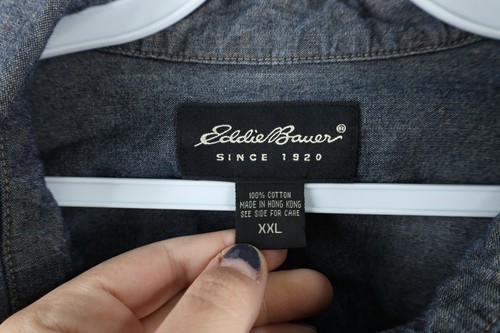 Eddie Bauer®
SINCE 1920
100% COTTON
MADE IN HONG KONG
SEE SIDE FOR CARE
XXL